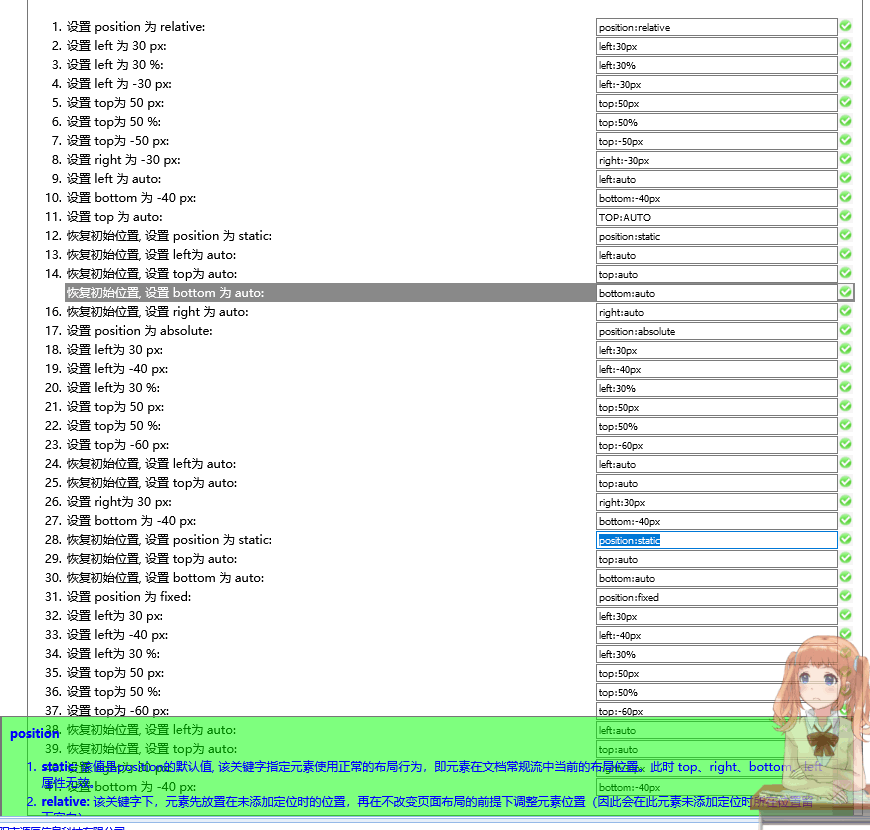 1. 设置 position 为 relative: position:relative
2. 设置 left 为 30 px: left:30px
3. 设置 left 为 30 %: left:30%
4. 设置 left 为 -30 px: left:-30px
5. 设置 top为 50 px: top:50px
6. 设置 top为 50 %: top:50%
7. 设置 top为 -50 px: top:-50px
8. 设置 right 为 -30 px: right:-30px
9. 设置 left 为 auto: left:auto
10. 设置 bottom 为 -40 px: bottom:-40px
11. 设置 top 为 auto: TOP:AUTO
12. 恢复初始位置, 设置 position 为 static: position:static
13. 恢复初始位置, 设置 left为 auto: left:auto
14. 恢复初始位置, 设置 top为 auto: top:auto
恢复初始位置, 设置 bottom 为 auto: bottom:auto
16. 恢复初始位置, 设置 right 为 auto: right:auto
17. 设置 position 为 absolute: position:absolute
18. 设置 left为 30 px: left:30px
19. 设置 left为 -40 px: left:-40px
20. 设置 left为 30 %: left:30%
21. 设置 top为 50 px: top:50px
22. 设置 top为 50 %: top:50%
23. 设置 top为 -60 px: top:-60px
24. 恢复初始位置, 设置 left为 auto: left:auto
25. 恢复初始位置, 设置 top为 auto: top:auto
26. 设置 right为 30 px: right:30px
27. 设置 bottom 为 -40 px: bottom:-40px
28. 恢复初始位置, 设置 position 为 static: position:static
29. 恢复初始位置, 设置 top为 auto: top:auto
30. 恢复初始位置, 设置 bottom 为 auto: bottom:auto
31. 设置 position 为 fixed: position:fixed
32. 设置 left为 30 px: left:30px
33. 设置 left为 -40 px: left:-40px
34. 设置 left为 30 %: left:30%
35. 设置 top为 50 px: top:50px
36. 设置 top为 50 %: top:50%
37. 设置 top为 -60 px: top:-60px
38. 恢复初始位置, 设置 left为 auto: left:auto
position
39. 恢复初始位置, 设置 top为 auto: top:auto
1. static: 该值是position的默认值, 该关键字指定元素使用正常的布局行为，即元素在文档常规流中当前的布局位置。此时 top、right、bottom、left
属性无效。
设置 bottom 为 -40 px: bottom:-40px
2. relative: 该关键字下，元素先放置在未添加定位时的位置，再在不改变页面布局的前提下调整元素位置（因此会在此元素未添加定位时所在位置留